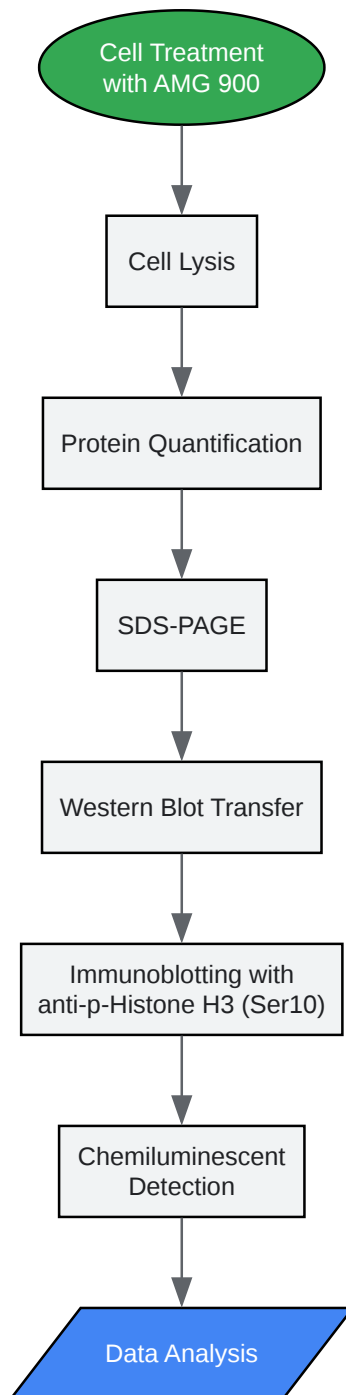 Cell Treatment
with AMG 900
Cell Lysis
Protein Quantification
SDS-PAGE
Western Blot Transfer
Immunoblotting with
anti-p-Histone H3 (Ser10)
Chemiluminescent
Detection
Data Analysis